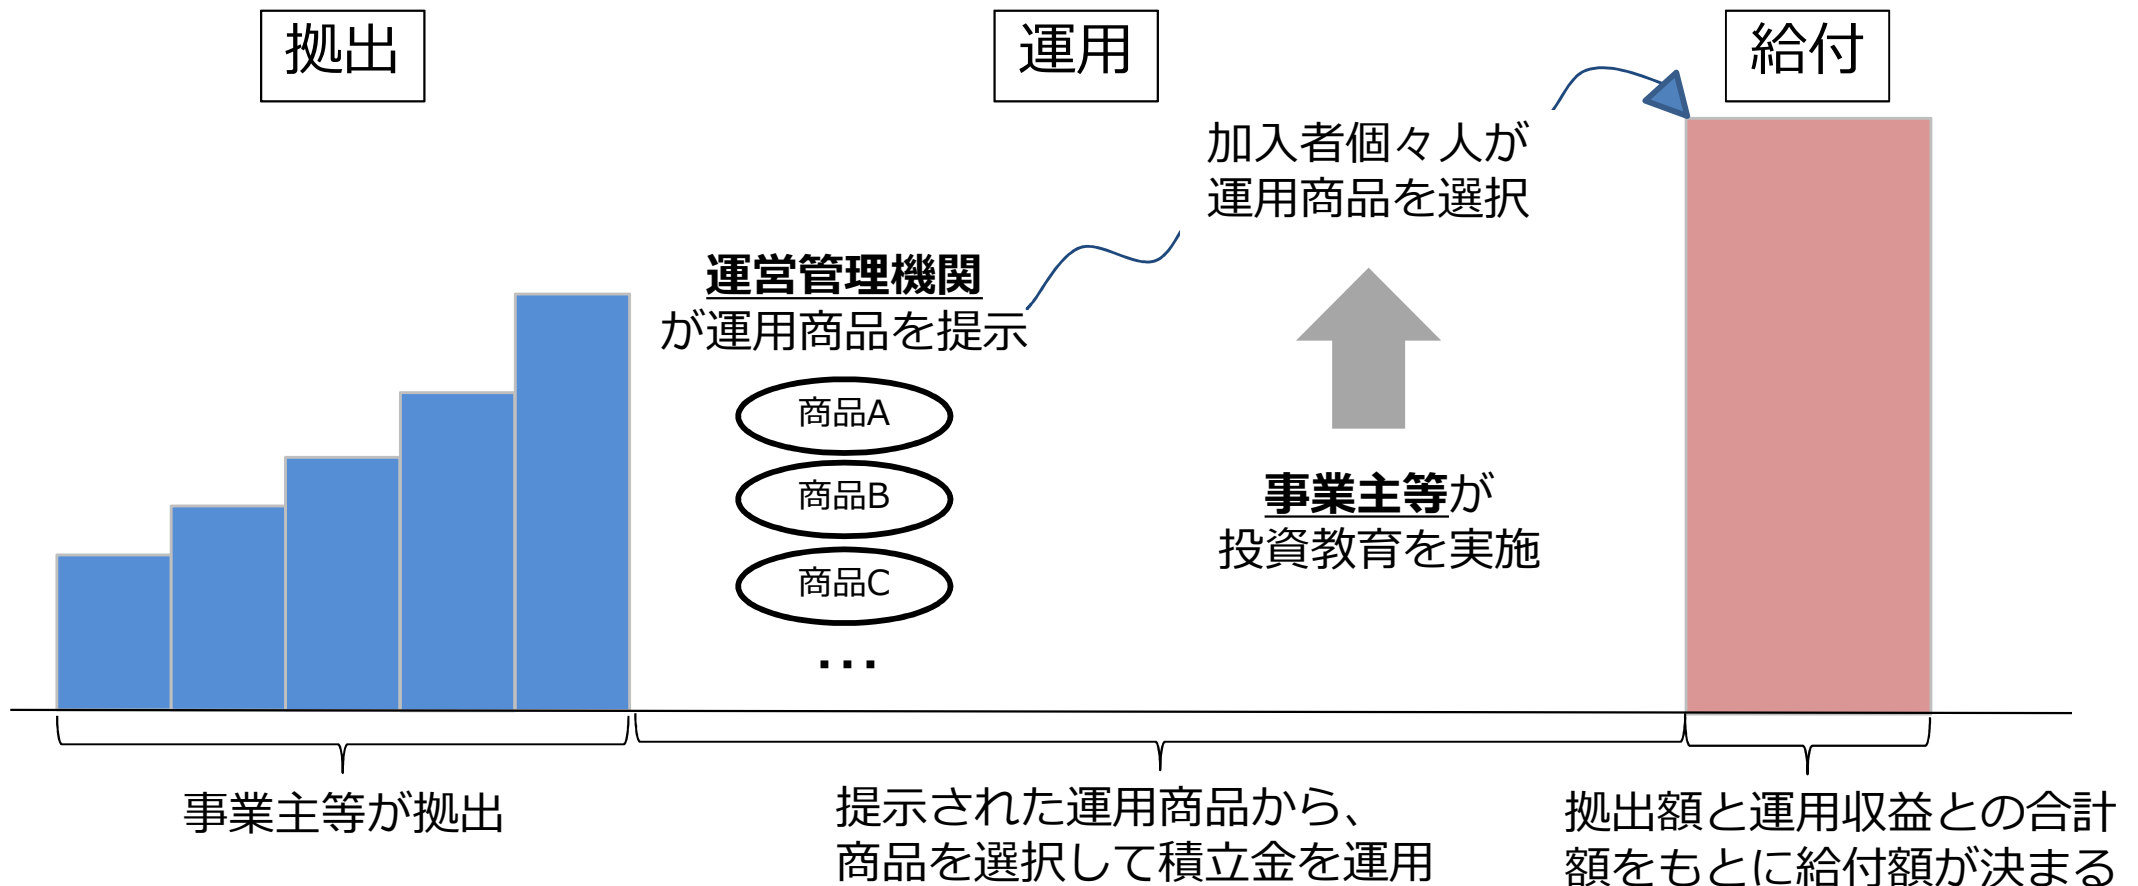 拠出
運用
給付
加入者個々人が
運用商品を選択
運営管理機関
が運用商品を提示
商品A
商品B
商品C
…
事業主等が
投資教育を実施
事業主等が拠出
提示された運用商品から、
商品を選択して積立金を運用
拠出額と運用収益との合計
額をもとに給付額が決まる